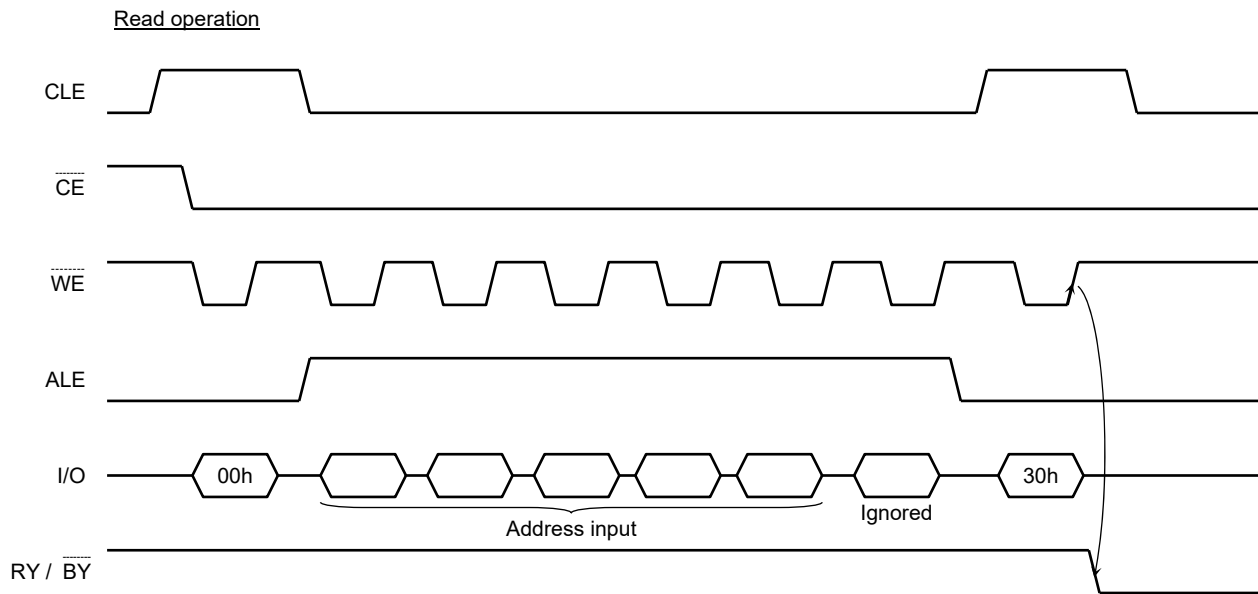 Read operation
CLE
CE
WE
ALE
I/O
00h
30h
Address input
Ignored
RY / BY